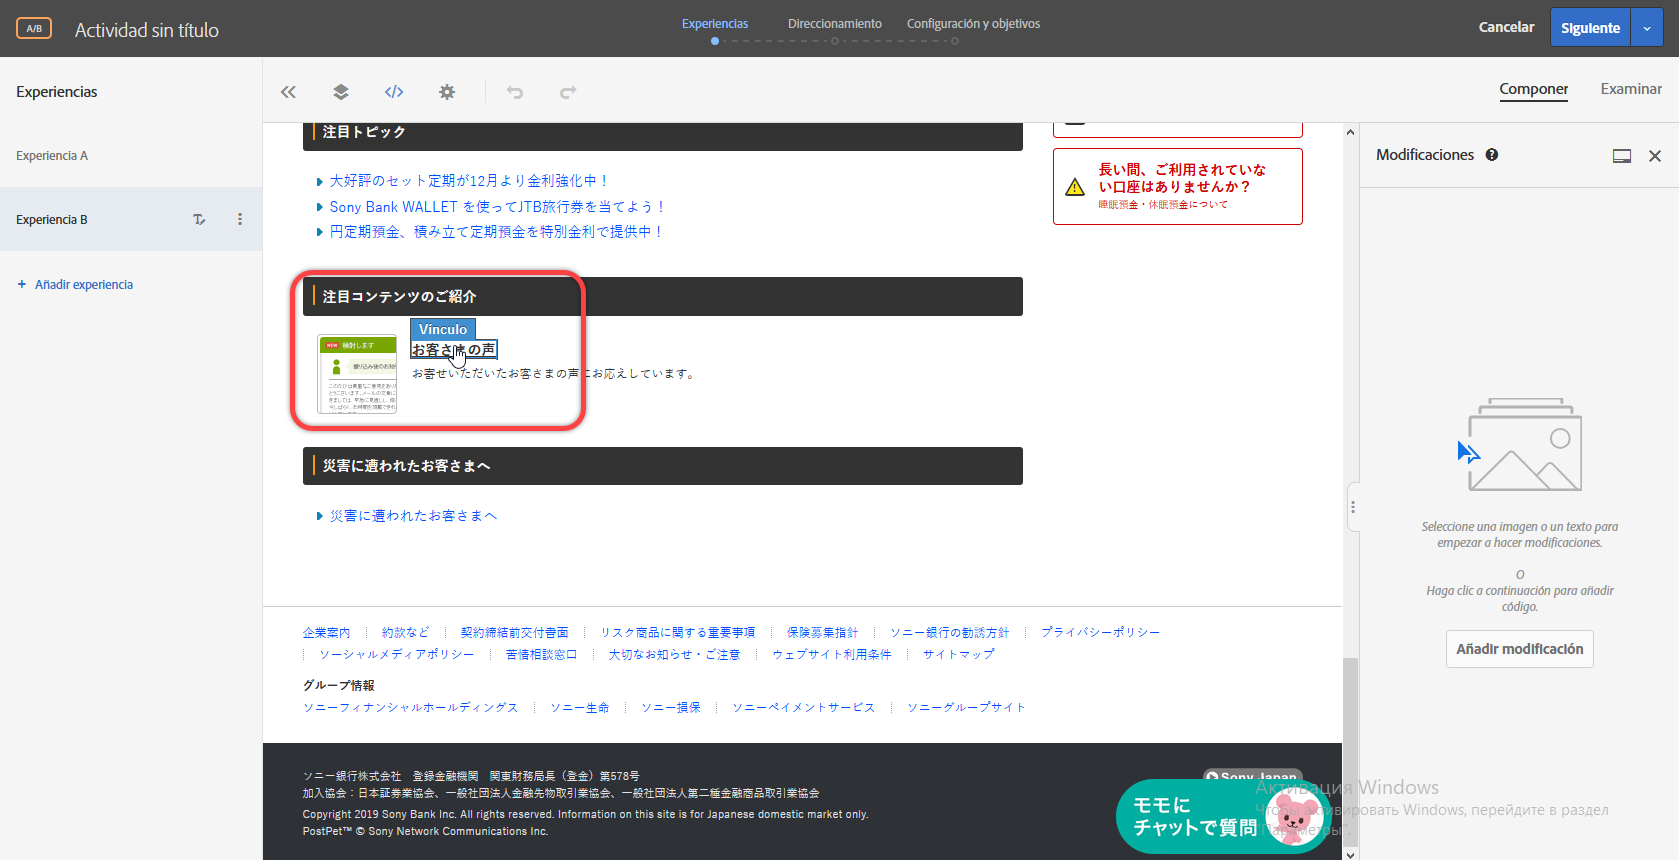 A/B
Actividad sin título
Experiencias
Direccionamiento
Configuración y objetivos
Cancelar
Siguiente
Experiencias
Componer
Examinar
Experiencia A
Experiencia B
+ Añadir experiencia
注目トピック
大好評のセット定期が12月より金利強化中！
Sony Bank WALLET を使ってJTB旅行券を当てよう！
円定期預金、積み立て定期預金を特別金利で提供中！
長い間、ご利用されていな
い口座はありませんか？
睡眠預金・休眠預金について
注目コンテンツのご紹介
Vínculo
お客さまの声
お寄せいただいたお客さまの声にお応えしています。
NEW 検討します
災害に遭われたお客さまへ
災害に遭われたお客さまへ
企業案内
約款など
契約締結前交付書面
リスク商品に関する重要事項
保険募集指針
ソニー銀行の勧誘方針
プライバシーポリシー
ソーシャルメディアポリシー
苦情相談窓口
大切なお知らせ・ご注意
ウェブサイト利用条件
サイトマップ
グループ情報
ソニーフィナンシャルホールディングス
ソニー生命
ソニー損保
ソニーペイメントサービス
ソニーグループサイト
ソニー銀行株式会社　登録金融機関　関東財務局長（登金）第578号
加入協会：日本証券業協会、一般社団法人金融先物取引業協会、一般社団法人第二種金融商品取引業協会
Copyright 2019 Sony Bank Inc. All rights reserved. Information on this site is for Japanese domestic market only.
PostPet™ © Sony Network Communications Inc.
Sony Japan
モモに
チャットで質問
Modificaciones
Seleccione una imagen o un texto para
empezar a hacer modificaciones.
O
Haga clic a continuación para añadir
código.
Añadir modificación
Активация Windows
Чтобы активировать Windows, перейдите в раздел
"Параметры".